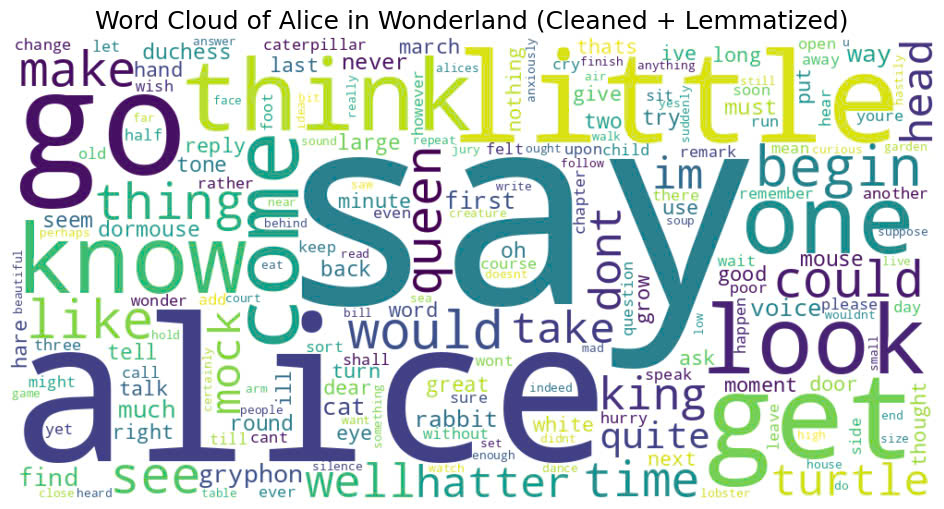 Word Cloud of Alice in Wonderland (Cleaned + Lemmatized)
change let duchess answer caterpillar march thats ive long open u
make hand last never cry finish anything way away
wish face alices air still head
go think little
far idea it really however nothing anxiously give sit yes soon put hear youre hastily
half foot two try suddenly must run
old reply sound large repeat jury felt ought upon child walk remark mean curious garden
tone rather minute saw queen first write follow chapter im there begin another
thing near even creature use remember
seem say one
perhaps dormouse behind keep read back oh course doesnt dont question grow soup wait good mouse suppose
know come eat sea poor could live
beautiful wonder add court bill word voice please day
like hold would take low happen wouldnt
hare three mock sort shall wont mad ask look small
tell certainly ill turn speak
might call arm dear great sure indeed king moment door
game talk people cat want hurry
alice get
much round something rabbit without white leave side high end thought
yet right till cant eye set didnt quite size
find see gryphon silence enough next house
well hatter time turtle
close heard table ever watch dance lobster do